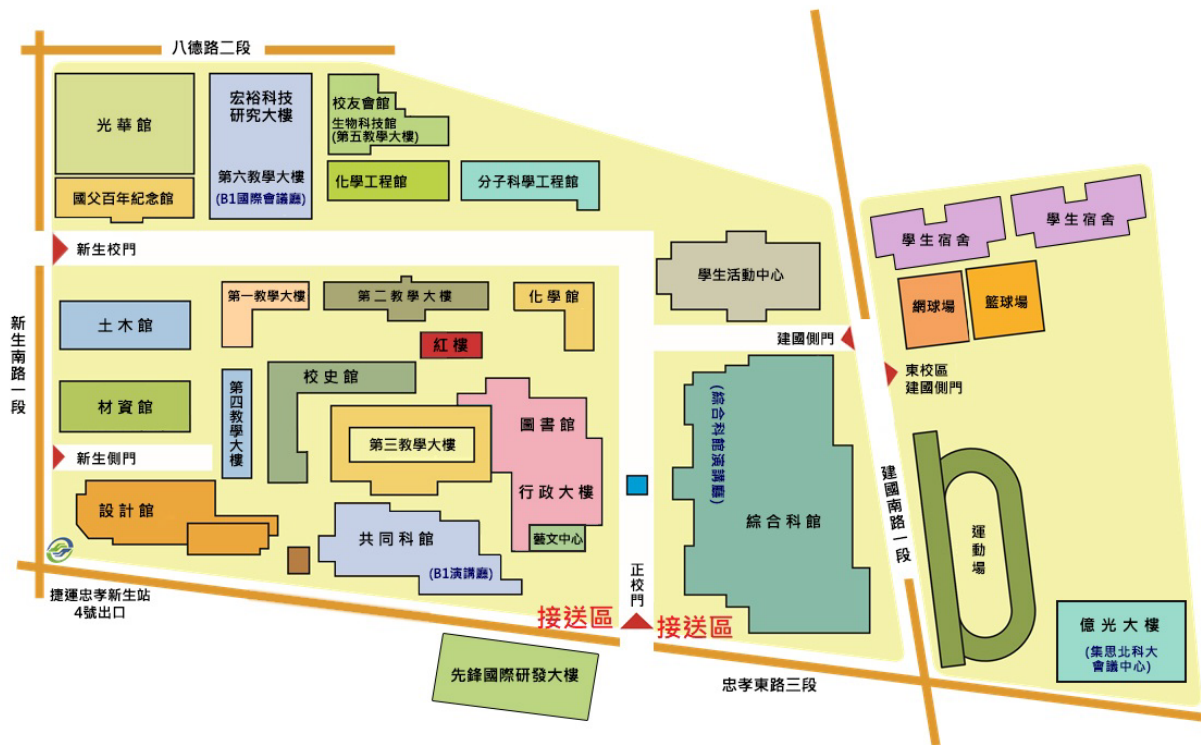 八德路二段
光華館
宏裕科技
研究大樓
第六教學大樓
(B1國際會議廳)
校友會館
生物科技館
(第五教學大樓)
國父百年紀念館
化學工程館
分子科學工程館
學生宿舍
學生宿舍
新生校門
學生活動中心
網球場
籃球場
第一教學大樓
第二教學大樓
化學館
土木館
紅樓
建國側門
新生南路一段
校史館
東校區
建國側門
材資館
第四教學大樓
圖書館
(綜合科館演講廳)
第三教學大樓
新生側門
行政大樓
建國南路一段
設計館
綜合科館
共同科館
藝文中心
運動場
(B1演講廳)
正校門
捷運忠孝新生站
4號出口
接送區
接送區
億光大樓
(集思北科大
會議中心)
先鋒國際研發大樓
忠孝東路三段